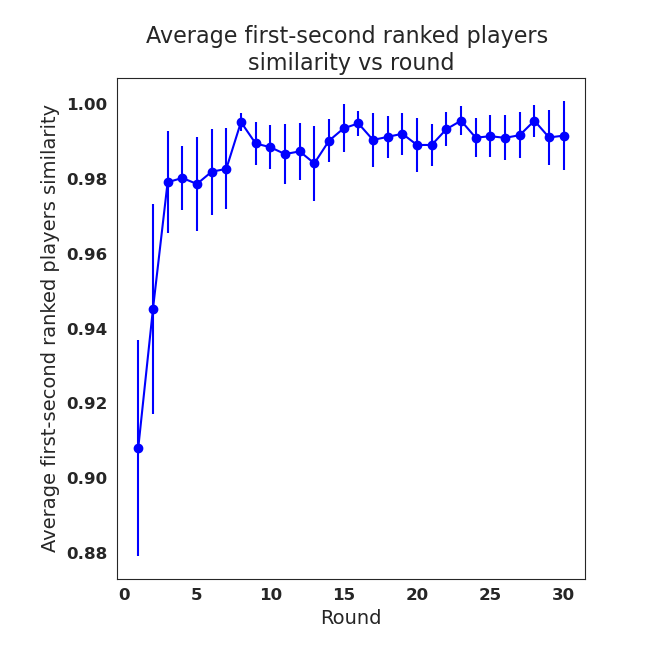 Average first-second ranked players
similarity vs round
Average first-second ranked players similarity
1.00
0.98
0.96
0.94
0.92
0.90
0.88
0 5 10 15 20 25 30
Round